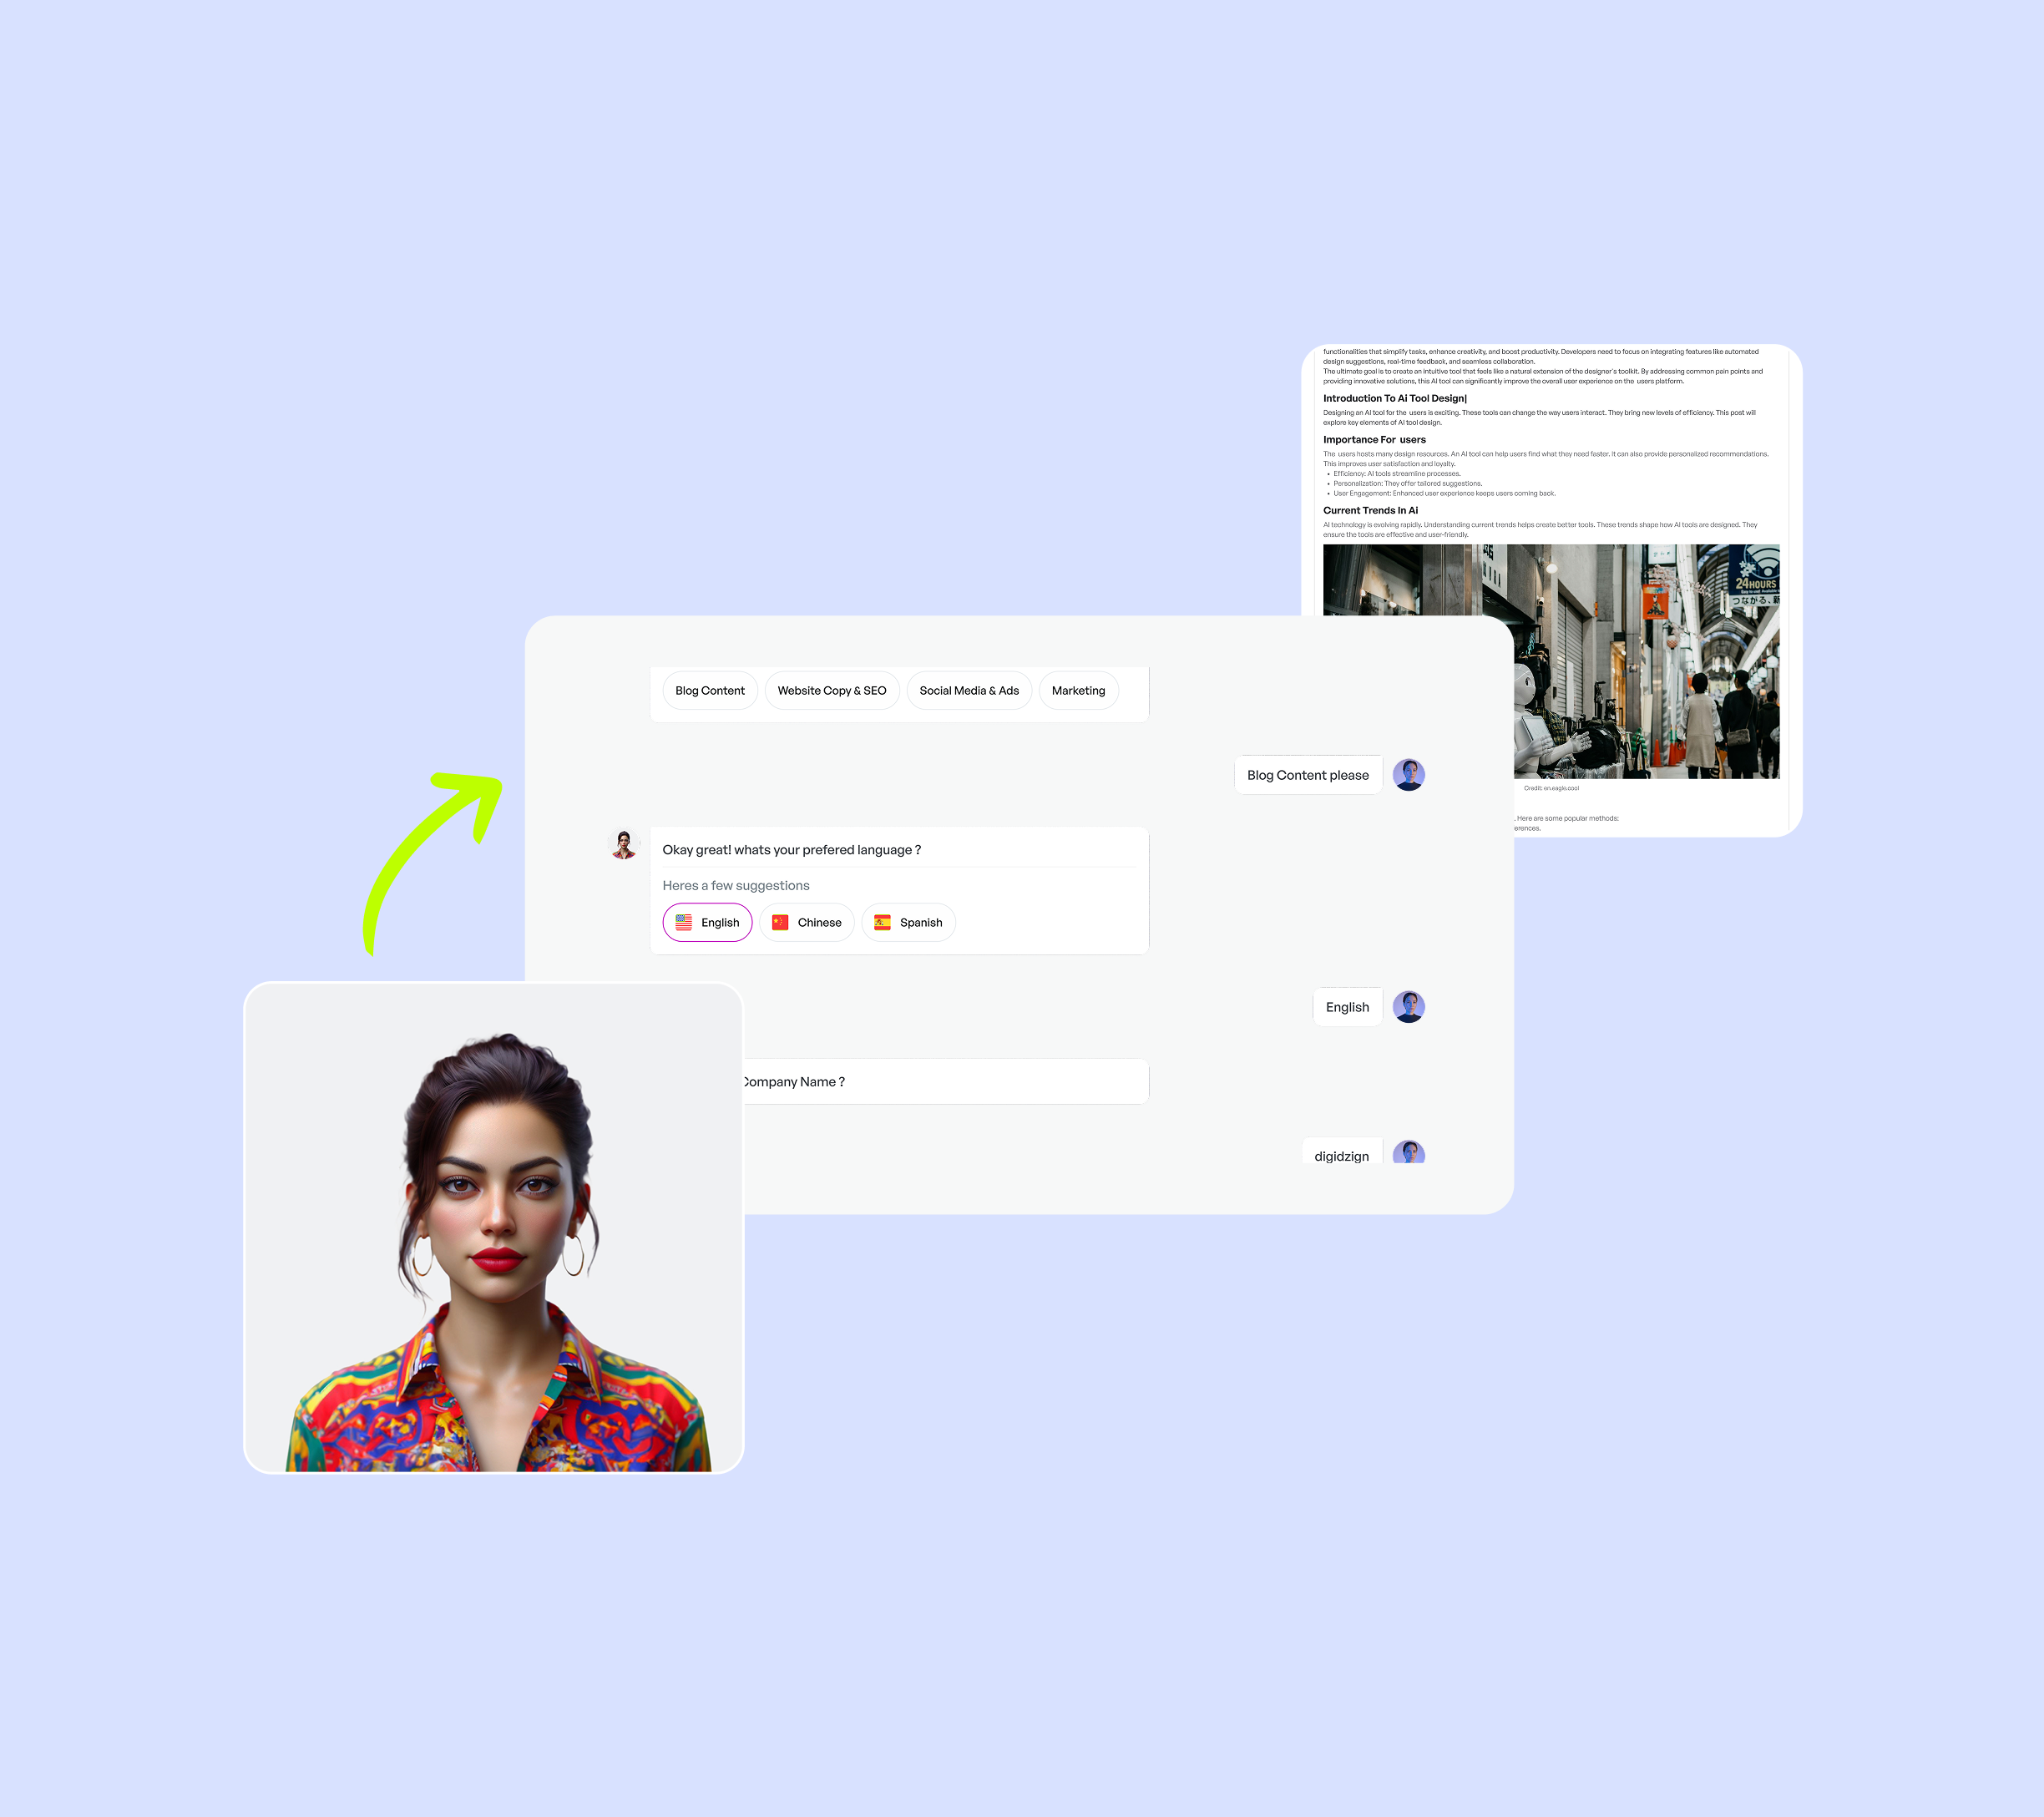 functionalities that simplify tasks, enhance creativity, and boost productivity. Developers need to focus on integrating features like automated
design suggestions, real-time feedback, and seamless collaboration.
The ultimate goal is to create an intuitive tool that feels like a natural extension of the designer's toolkit. By addressing common pain points and
providing innovative solutions, this AI tool can significantly improve the overall user experience on the users platform.
Introduction To Ai Tool Design|
Designing an AI tool for the users is exciting. These tools can change the way users interact. They bring new levels of efficiency. This post will
explore key elements of AI tool design.
Importance For users
The users hosts many design resources. An AI tool can help users find what they need faster. It can also provide personalized recommendations.
This improves user satisfaction and loyalty.
• Efficiency: AI tools streamline processes.
• Personalization: They offer tailored suggestions.
• User Engagement: Enhanced user experience keeps users coming back.
Current Trends In Ai
AI technology is evolving rapidly. Understanding current trends helps create better tools. These trends shape how AI tools are designed. They
ensure the tools are effective and user-friendly.
24HOURS
つながる、新
Credit: on.eagle.cool
. Here are some popular methods:
erences.
Blog Content
Website Copy & SEO
Social Media & Ads
Marketing
Blog Content please
Okay great! whats your prefered language ?
Heres a few suggestions
English
Chinese
Spanish
English
Company Name ?
digidzign